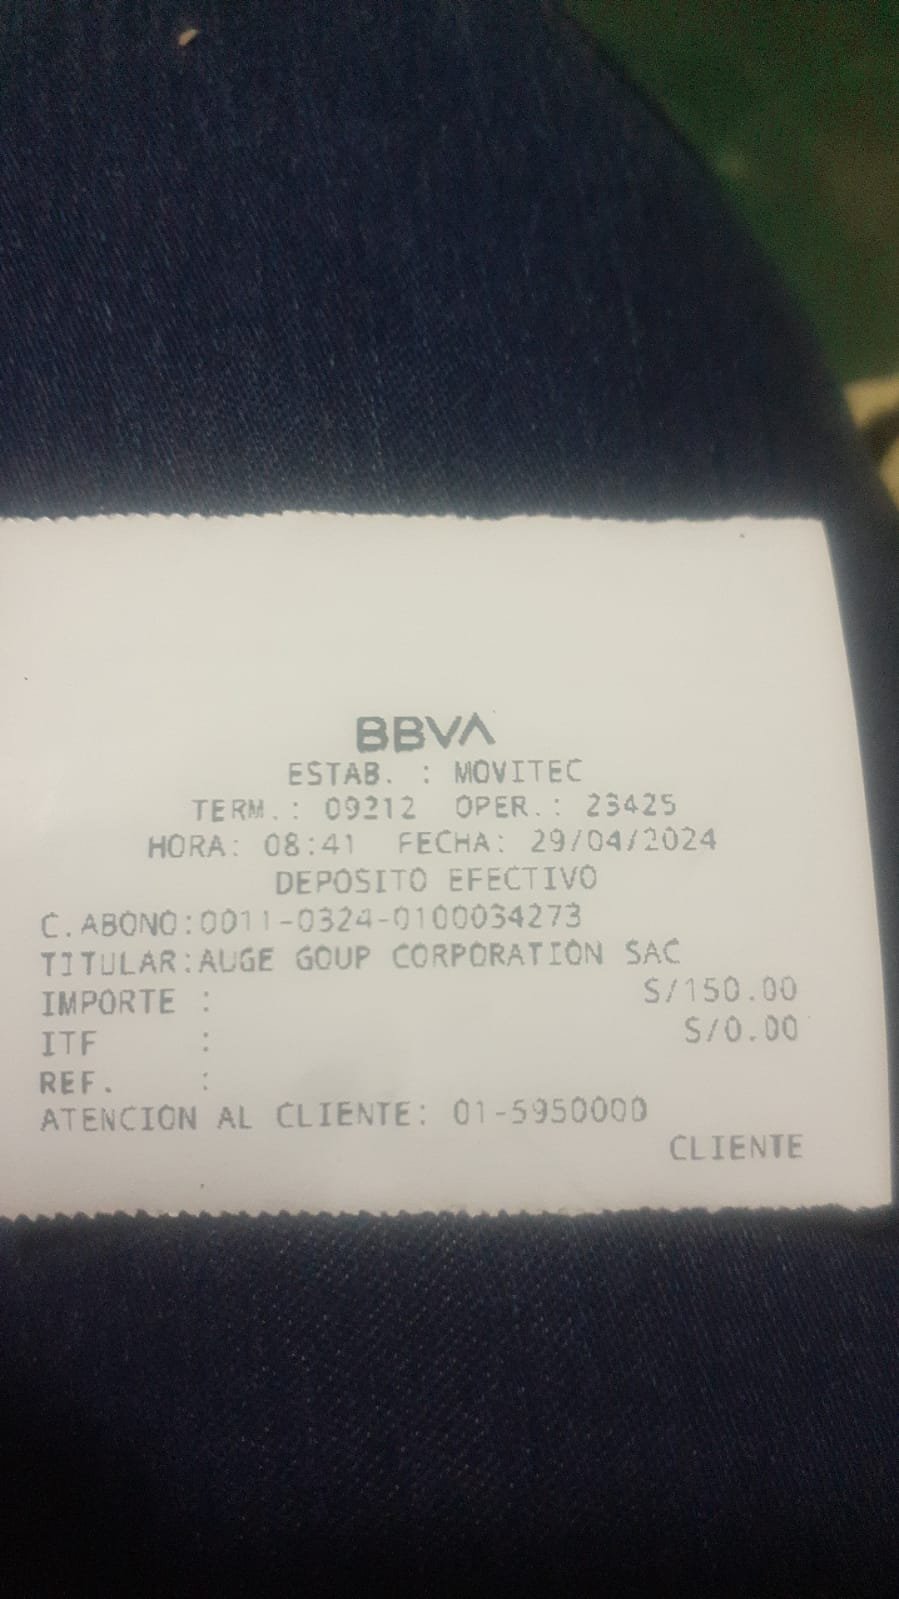 BBVA
ESTAB. : MOVITEC
TERM.: 09212 OPER.: 23425
HORA: 08:41 FECHA: 29/04/2024
DEPOSITO EFECTIVO
C.ABONO:0011-0324-0100034273
TITULAR:AUGE GOUP CORPORATION SAC
IMPORTE : S/150.00
ITF : S/0.00
REF. :
ATENCION AL CLIENTE: 01-5950000
CLIENTE